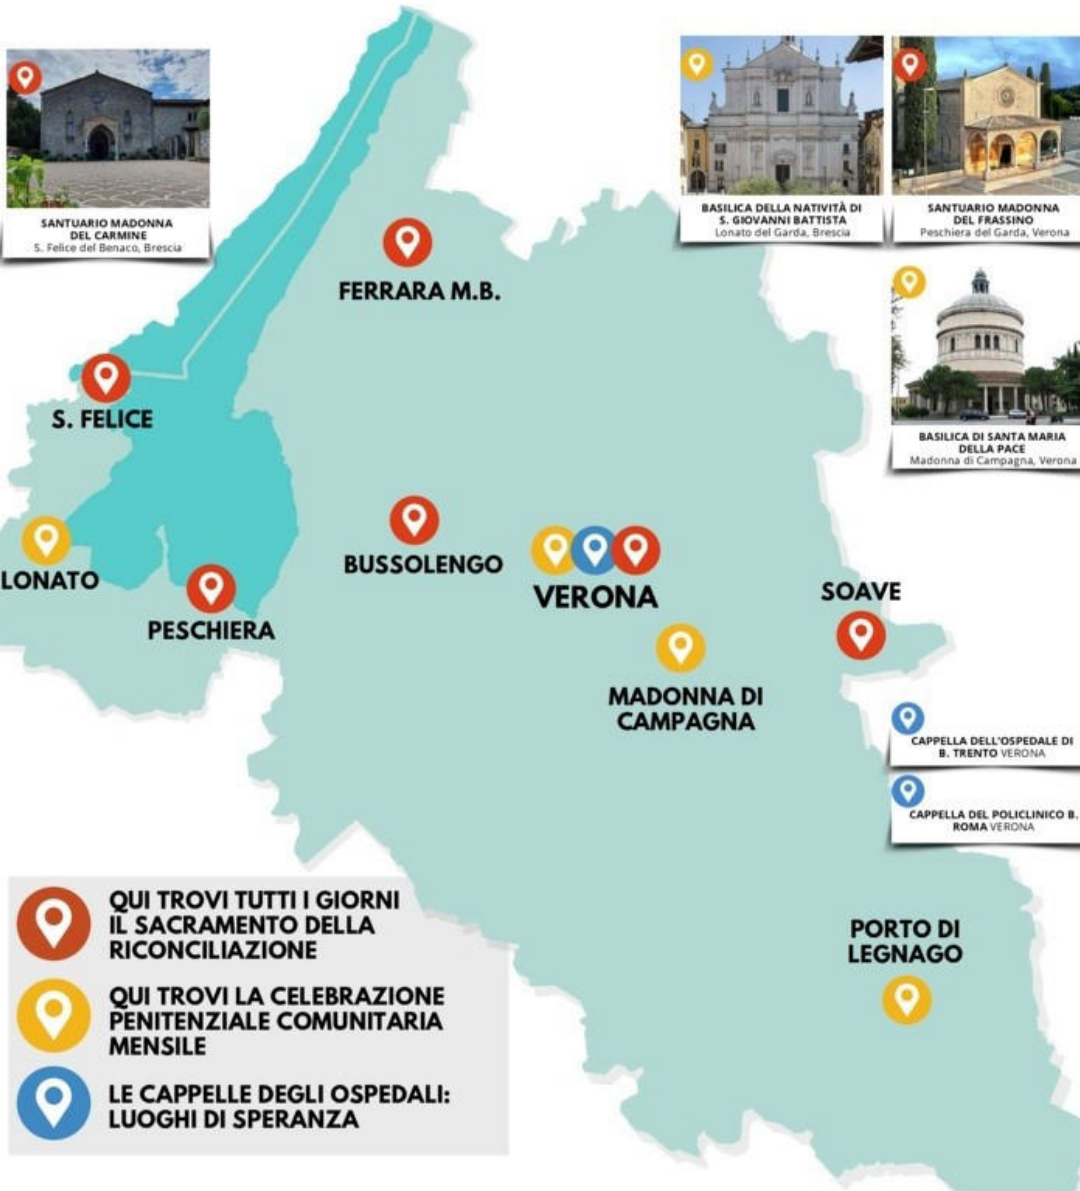 SANTUARIO MADONNA
DEL CARMINE
S. Felice del Benaco, Brescia
BASILICA DELLA NATIVITÀ DI
S. GIOVANNI BATTISTA
Lonato del Garda, Brescia
SANTUARIO MADONNA
DEL FRASSINO
Peschiera del Garda, Verona
BASILICA DI SANTA MARIA
DELLA PACE
Madonna di Campagna, Verona
FERRARA M.B.
S. FELICE
LONATO
PESCHIERA
BUSSOLENGO
VERONA
SOAVE
MADONNA DI
CAMPAGNA
CAPPELLA DELL'OSPEDALE DI
B. TRENTO VERONA
CAPPELLA DEL POLICLINICO B.
ROMA VERONA
PORTO DI
LEGNAGO
QUI TROVI TUTTI I GIORNI
IL SACRAMENTO DELLA
RICONCILIAZIONE
QUI TROVI LA CELEBRAZIONE
PENITENZIALE COMUNITARIA
MENSILE
LE CAPPELLE DEGLI OSPEDALI:
LUOGHI DI SPERANZA